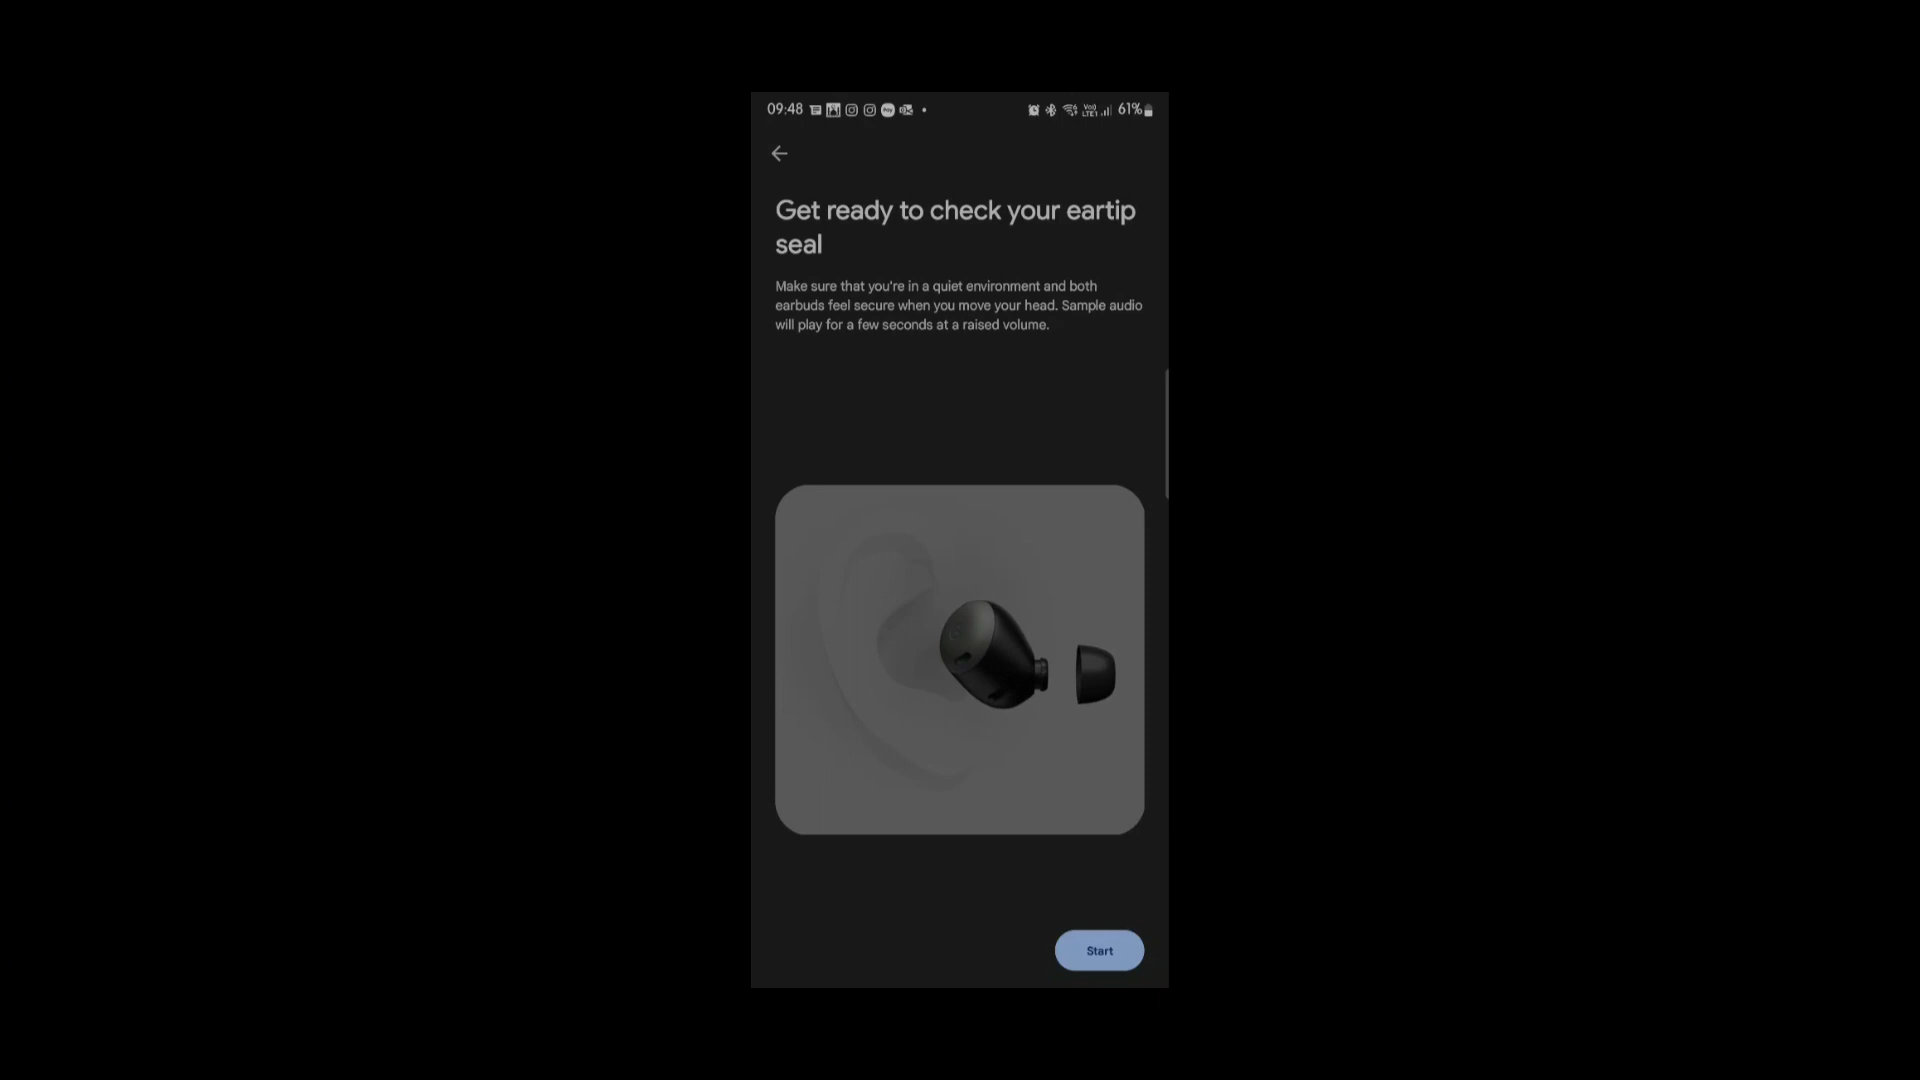 09:48 61%
Get ready to check your eartip
seal
Make sure that you're in a quiet environment and both
earbuds feel secure when you move your head. Sample audio
will play for a few seconds at a raised volume.
Start